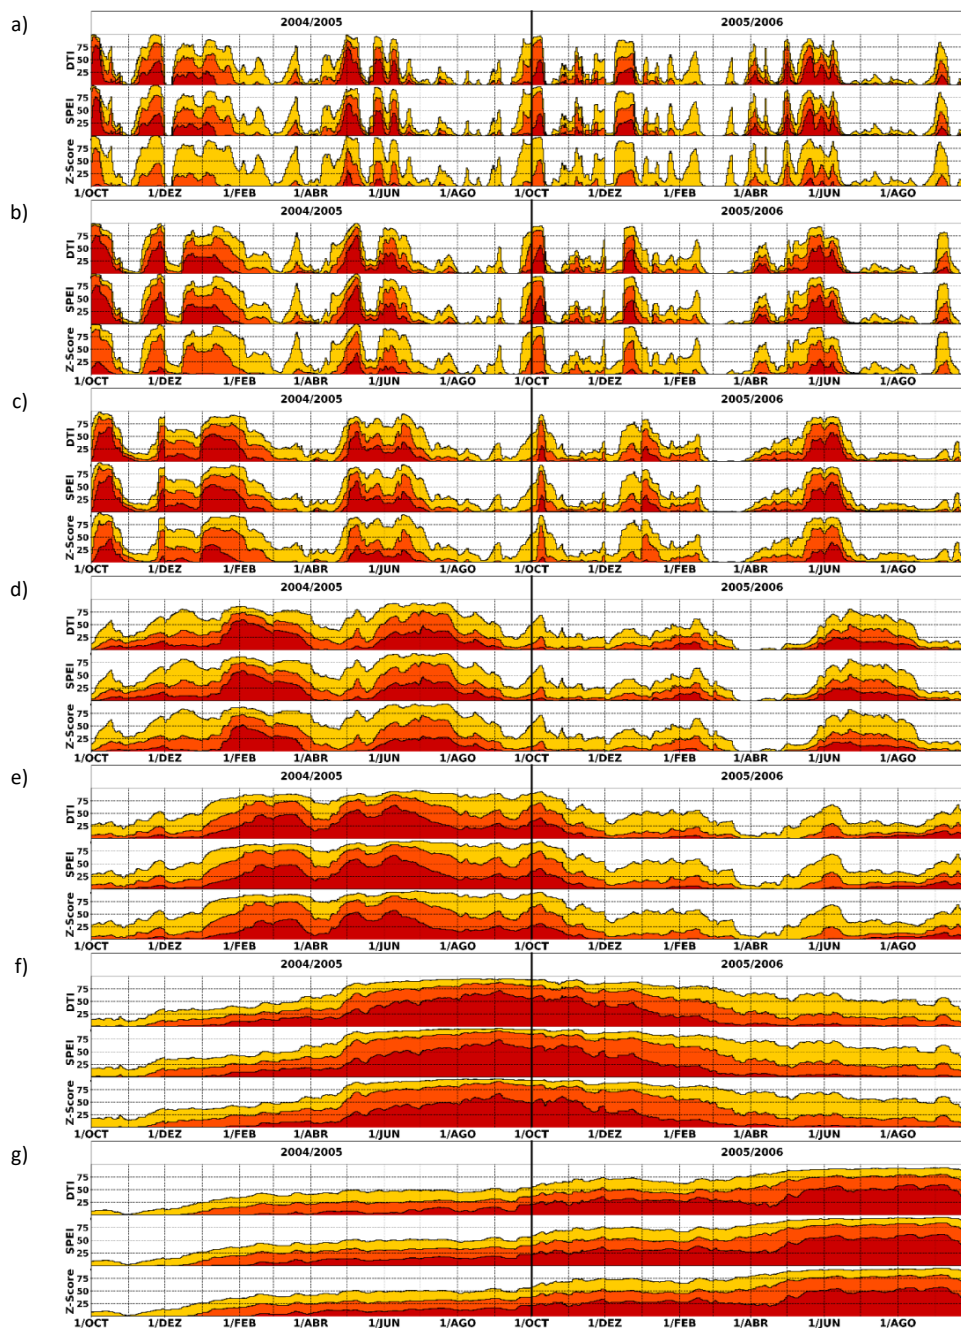 a)
2004/2005 2005/2006
DTI 75 50 25
SPEI 75 50 25
Z-Score 75 50 25
1/OCT 1/DEZ 1/FEB 1/ABR 1/JUN 1/AGO 1/OCT 1/DEZ 1/FEB 1/ABR 1/JUN 1/AGO
b)
2004/2005 2005/2006
DTI 75 50 25
SPEI 75 50 25
Z-Score 75 50 25
1/OCT 1/DEZ 1/FEB 1/ABR 1/JUN 1/AGO 1/OCT 1/DEZ 1/FEB 1/ABR 1/JUN 1/AGO
c)
2004/2005 2005/2006
DTI 75 50 25
SPEI 75 50 25
Z-Score 75 50 25
1/OCT 1/DEZ 1/FEB 1/ABR 1/JUN 1/AGO 1/OCT 1/DEZ 1/FEB 1/ABR 1/JUN 1/AGO
d)
2004/2005 2005/2006
DTI 75 50 25
SPEI 75 50 25
Z-Score 75 50 25
1/OCT 1/DEZ 1/FEB 1/ABR 1/JUN 1/AGO 1/OCT 1/DEZ 1/FEB 1/ABR 1/JUN 1/AGO
e)
2004/2005 2005/2006
DTI 75 50 25
SPEI 75 50 25
Z-Score 75 50 25
1/OCT 1/DEZ 1/FEB 1/ABR 1/JUN 1/AGO 1/OCT 1/DEZ 1/FEB 1/ABR 1/JUN 1/AGO
f)
2004/2005 2005/2006
DTI 75 50 25
SPEI 75 50 25
Z-Score 75 50 25
1/OCT 1/DEZ 1/FEB 1/ABR 1/JUN 1/AGO 1/OCT 1/DEZ 1/FEB 1/ABR 1/JUN 1/AGO
g)
2004/2005 2005/2006
DTI 75 50 25
SPEI 75 50 25
Z-Score 75 50 25
1/OCT 1/DEZ 1/FEB 1/ABR 1/JUN 1/AGO 1/OCT 1/DEZ 1/FEB 1/ABR 1/JUN 1/AGO